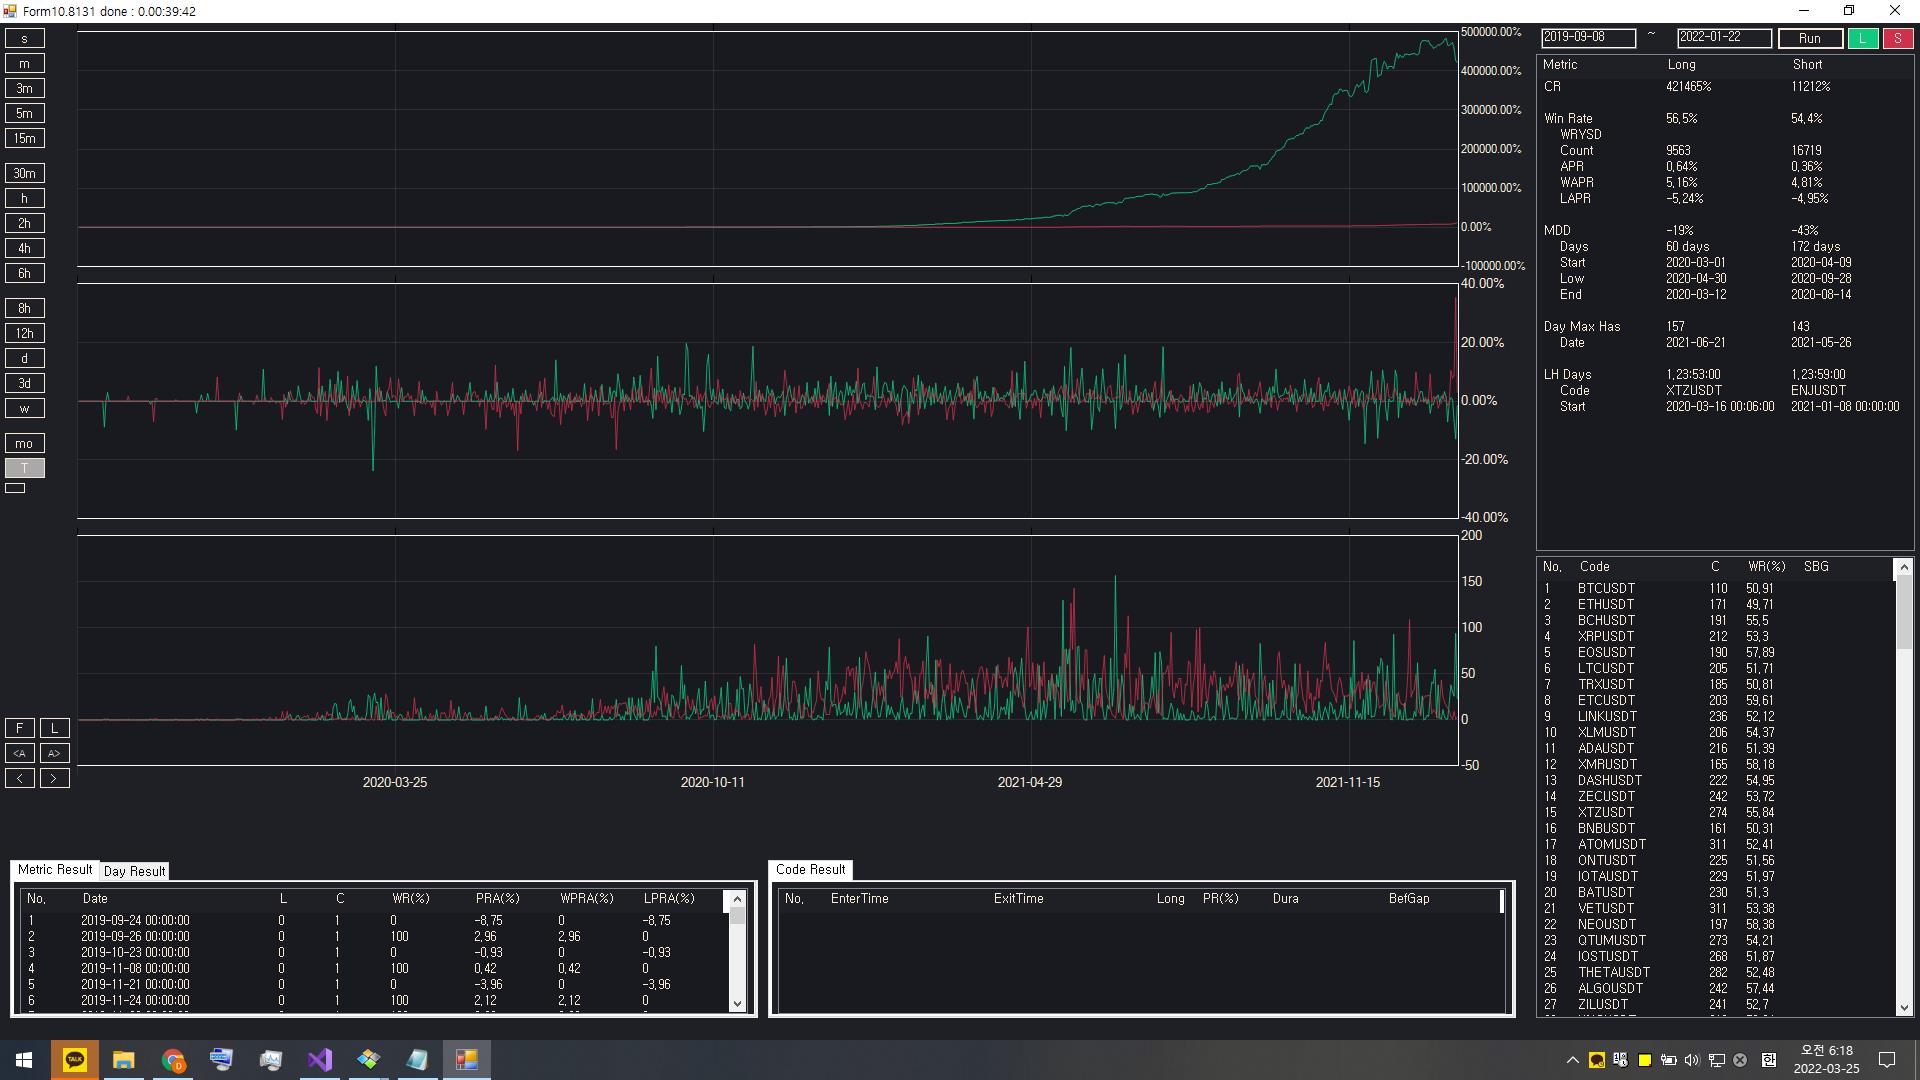 Form10.8131 done : 0.00:39:42
s
m
3m
5m
15m
30m
h
2h
4h
6h
8h
12h
d
3d
w
mo
T
F L
<A A>
< >
500000.00%
400000.00%
300000.00%
200000.00%
100000.00%
0.00%
-100000.00%
40.00%
20.00%
0.00%
-20.00%
-40.00%
200
150
100
50
0
-50
2020-03-25 2020-10-11 2021-04-29 2021-11-15
2019-09-08 ~ 2022-01-22 Run L S
Metric Long Short
CR 421465% 11212%
Win Rate 56,5% 54,4%
WRYSD
Count 9563 16719
APR 0,64% 0,36%
WAPR 5,16% 4,81%
LAPR -5,24% -4,95%
MDD -19% -43%
Days 60 days 172 days
Start 2020-03-01 2020-04-09
Low 2020-04-30 2020-09-28
End 2020-03-12 2020-08-14
Day Max Has 157 143
Date 2021-06-21 2021-05-26
LH Days 1,23:53:00 1,23:59:00
Code XTZUSDT ENJUSDT
Start 2020-03-16 00:06:00 2021-01-08 00:00:00
No, Code C WR(%) SBG
1 BTCUSDT 110 50,91
2 ETHUSDT 171 49,71
3 BCHUSDT 191 55,5
4 XRPUSDT 212 53,3
5 EOSUSDT 190 57,89
6 LTCUSDT 205 51,71
7 TRXUSDT 185 50,81
8 ETCUSDT 203 59,61
9 LINKUSDT 236 52,12
10 XLMUSDT 206 54,37
11 ADAUSDT 216 51,39
12 XMRUSDT 165 58,18
13 DASHUSDT 222 54,95
14 ZECUSDT 242 53,72
15 XTZUSDT 274 55,84
16 BNBUSDT 161 50,31
17 ATOMUSDT 311 52,41
18 ONTUSDT 225 51,56
19 IOTAUSDT 229 51,97
20 BATUSDT 230 51,3
21 VETUSDT 311 53,38
22 NEOUSDT 197 58,38
23 QTUMUSDT 273 54,21
24 IOSTUSDT 268 51,87
25 THETAUSDT 282 52,48
26 ALGOUSDT 242 57,44
27 ZILUSDT 241 52,7
Metric Result Day Result
No, Date L C WR(%) PRA(%) WPRA(%) LPRA(%)
1 2019-09-24 00:00:00 0 1 0 -8,75 0 -8,75
2 2019-09-26 00:00:00 0 1 100 2,96 2,96 0
3 2019-10-23 00:00:00 0 1 0 -0,93 0 -0,93
4 2019-11-08 00:00:00 0 1 100 0,42 0,42 0
5 2019-11-21 00:00:00 0 1 0 -3,96 0 -3,96
6 2019-11-24 00:00:00 0 1 100 2,12 2,12 0
Code Result
No, EnterTime ExitTime Long PR(%) Dura BefGap
TALK
한
오전 6:18
2022-03-25